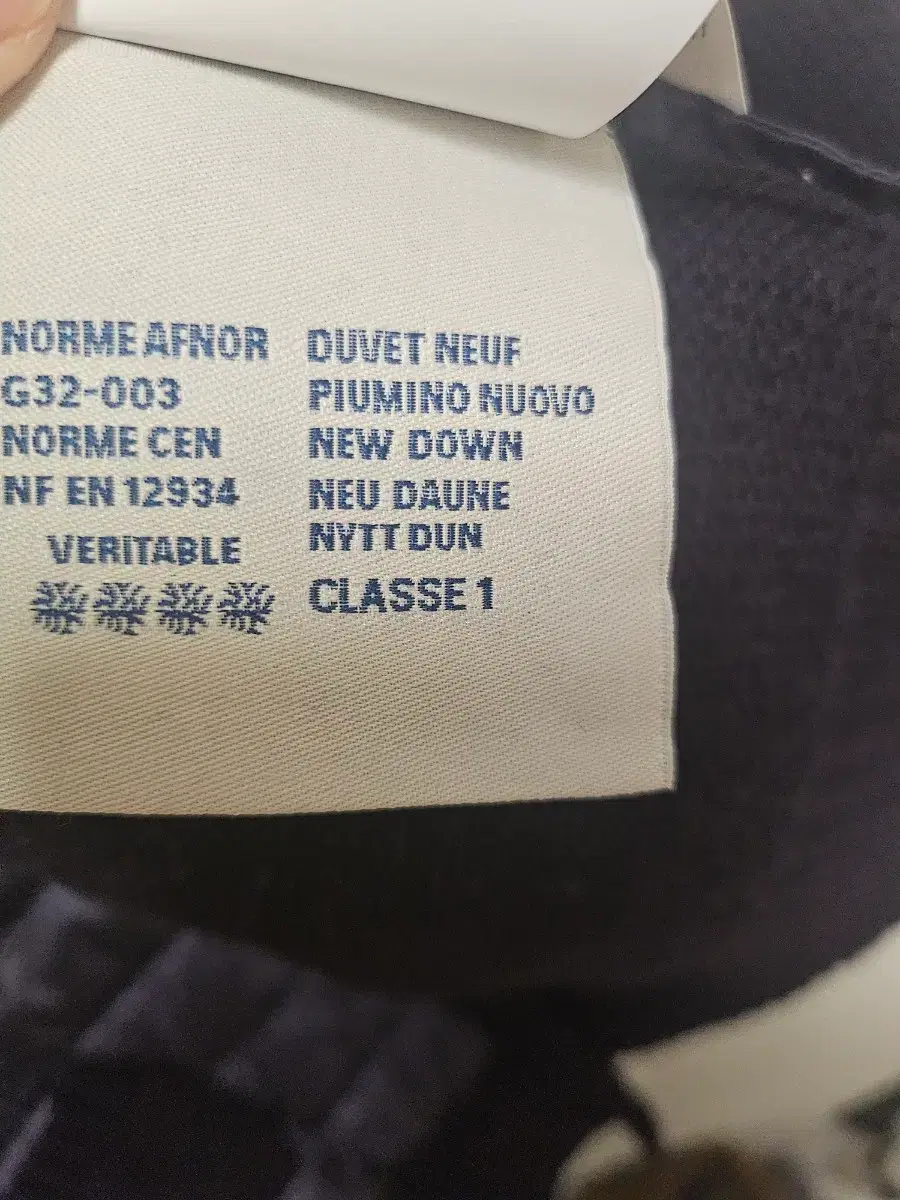 NORME AFNOR
G32-003
NORME CEN
NF EN 12934
VERITABLE
DUVET NEUF
PIUMINO NUOVO
NEW DOWN
NEU DAUNE
NYTT DUN
CLASSE 1